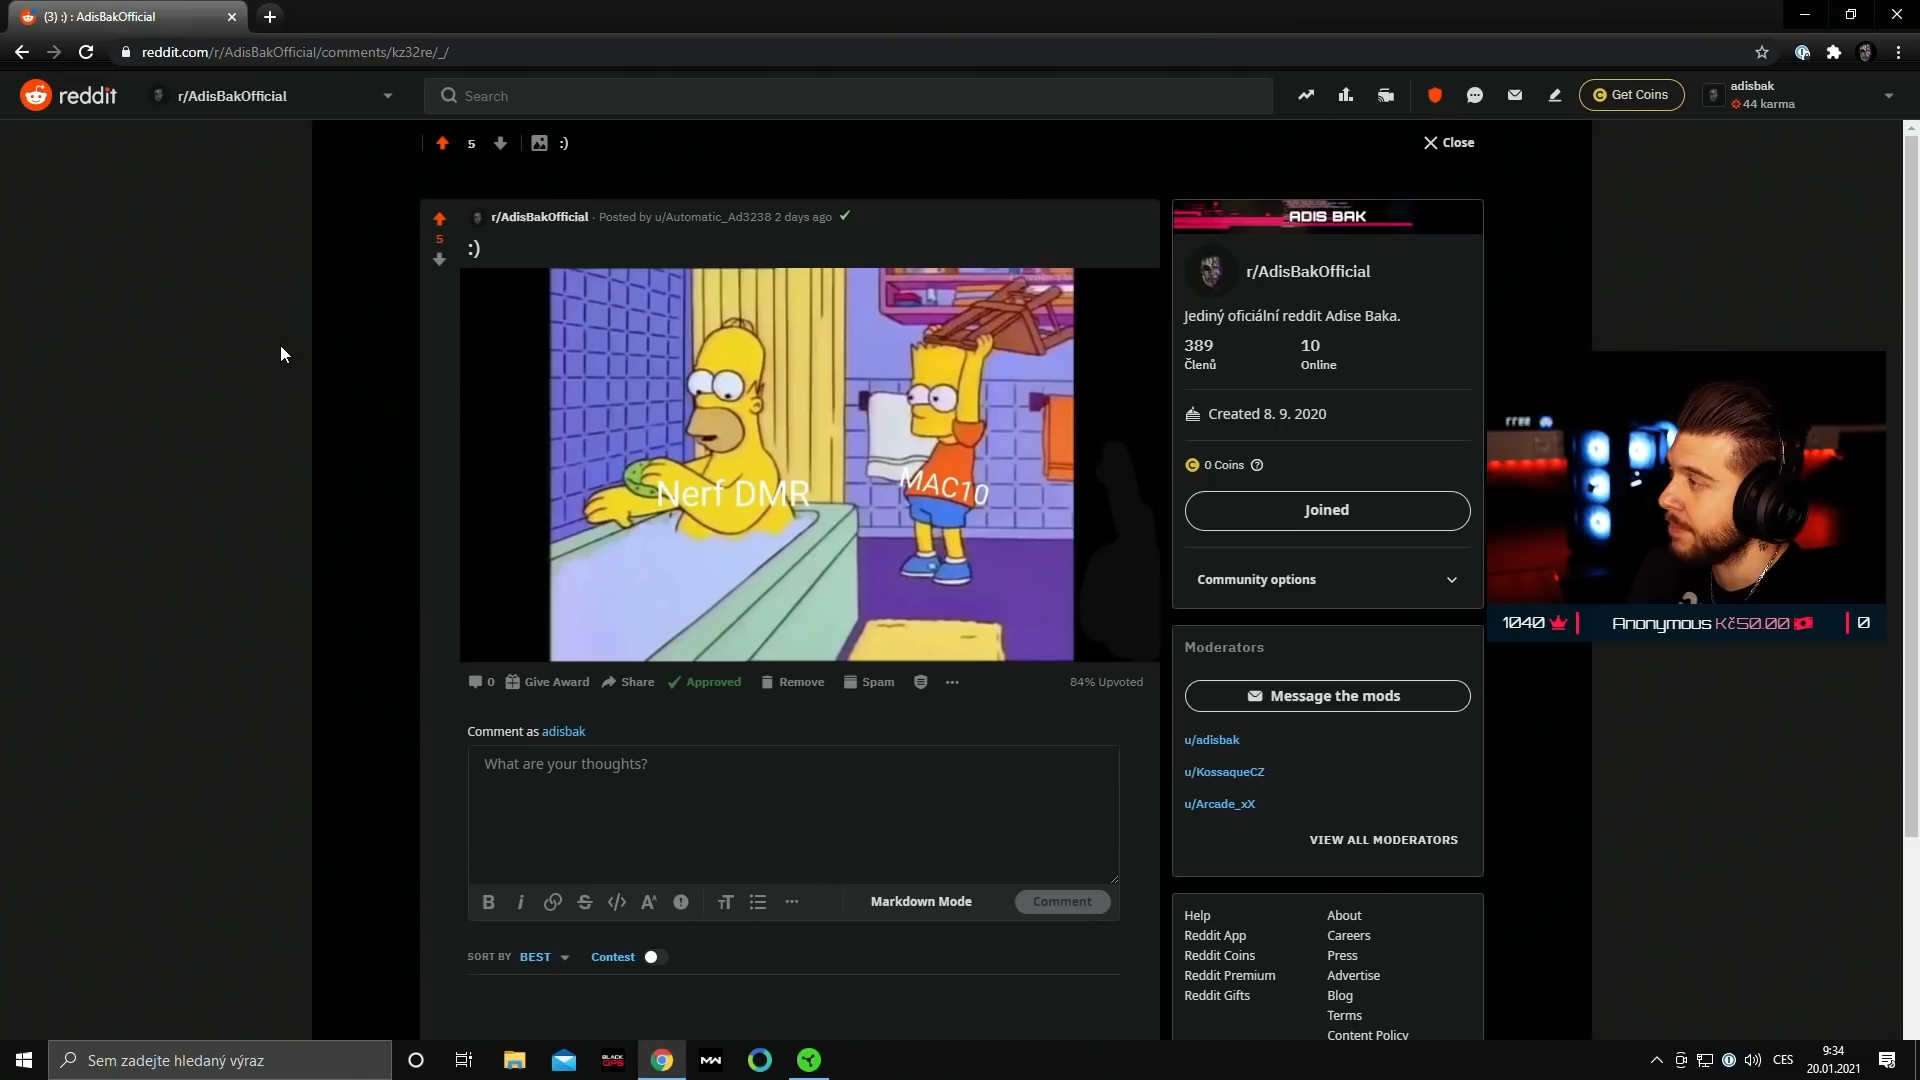 (3) :) : AdisBakOfficial
reddit.com/r/AdisBakOfficial/comments/kz32re/_/
reddit
r/AdisBakOfficial
Search
Get Coins
adisbak
44 karma
5
:)
Close
r/AdisBakOfficial · Posted by u/Automatic_Ad3238 2 days ago
5
:)
Nerf DMR
MAC10
0
Give Award
Share
Approved
Remove
Spam
84% Upvoted
Comment as adisbak
What are your thoughts?
Markdown Mode
Comment
SORT BY BEST
Contest
ADIS BAK
r/AdisBakOfficial
Jediný oficiální reddit Adise Baka.
389
Členů
10
Online
Created 8. 9. 2020
0 Coins
Joined
Community options
Moderators
Message the mods
u/adisbak
u/KossaqueCZ
u/Arcade_xX
VIEW ALL MODERATORS
Help
Reddit App
Reddit Coins
Reddit Premium
Reddit Gifts
About
Careers
Press
Advertise
Blog
Terms
Content Policy
1040
Anonymous Kč50.00
0
Sem zadejte hledaný výraz
BLACK OPS
MW
CES
9:34
20.01.2021